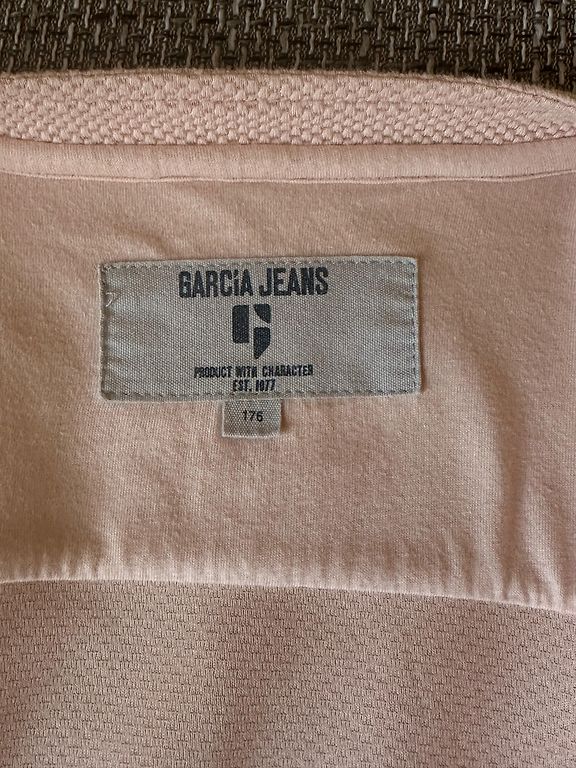 GARCIA JEANS
PRODUCT WITH CHARACTER
EST. 1977
176